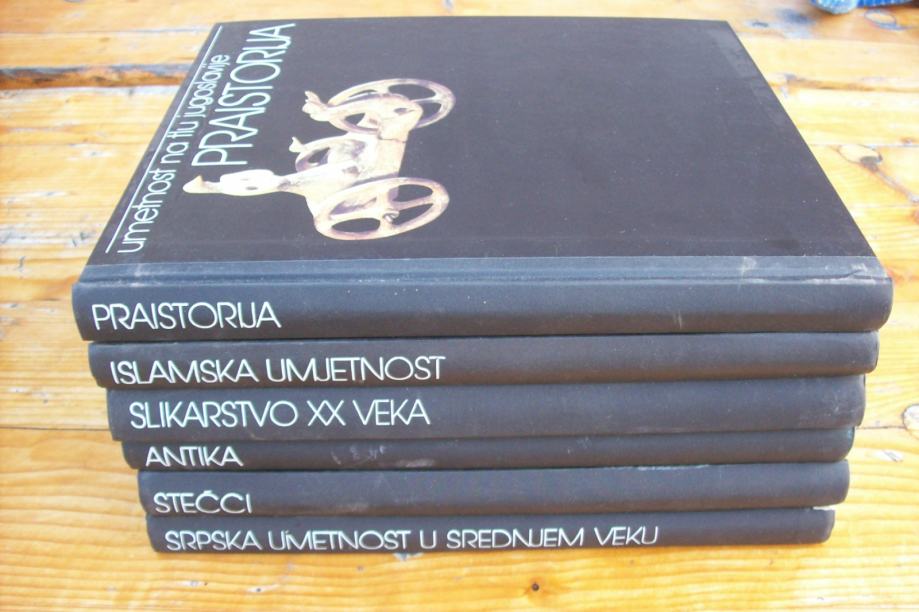 umetnost na tlu jugoslavije
PRAISTORIJA
PRAISTORIJA
ISLAMSKA UMJETNOST
SLIKARSTVO XX VEKA
ANTIKA
STEĆCI
SRPSKA UMETNOST U SREDNJEM VEKU